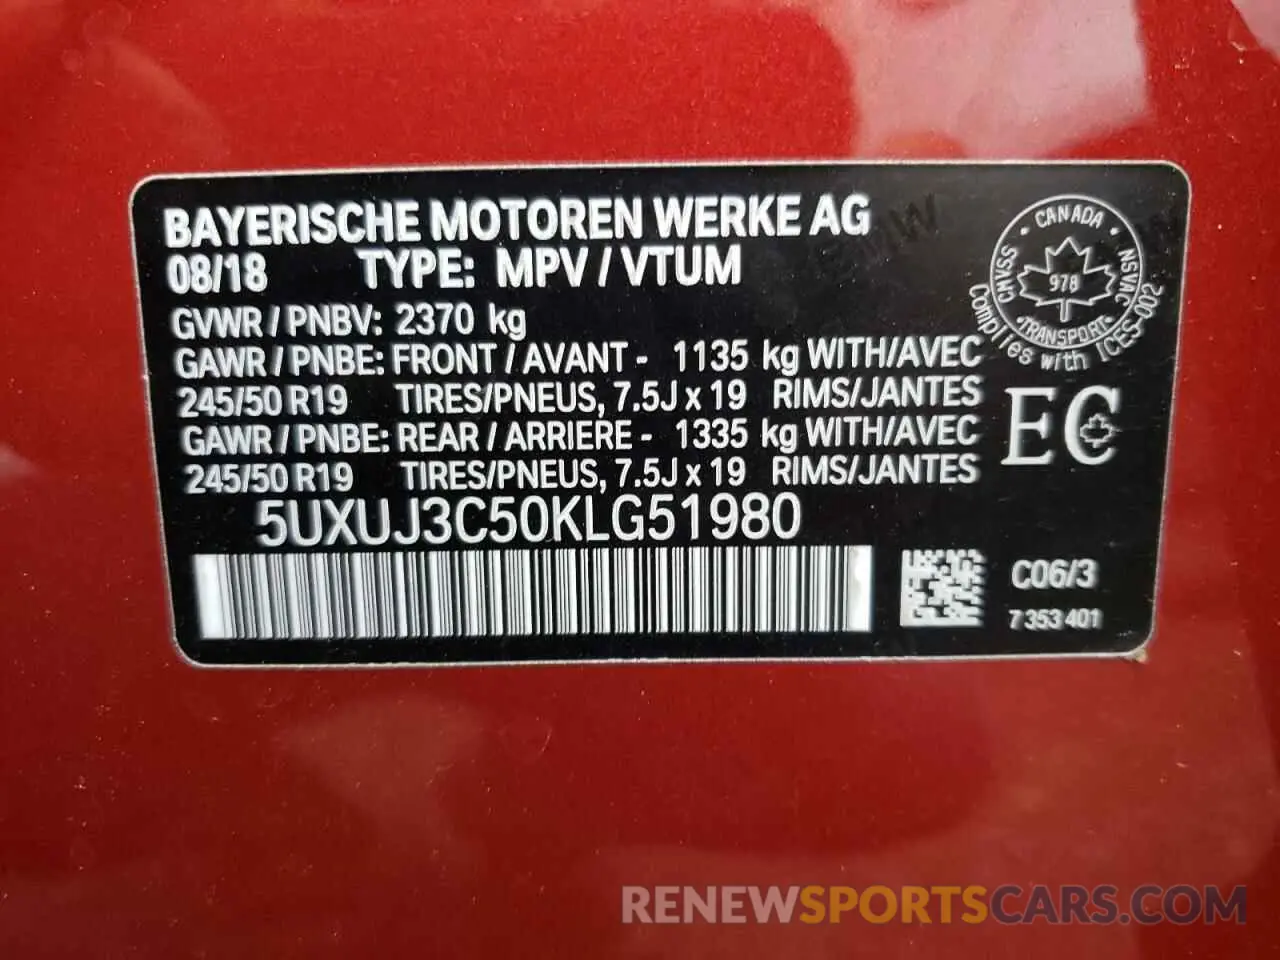 BAYERISCHE MOTOREN WERKE AG
08/18 TYPE: MPV / VTUM
GVWR / PNBV: 2370 kg
GAWR / PNBE: FRONT / AVANT - 1135 kg WITH/AVEC
245/50 R19 TIRES/PNEUS, 7.5J x 19 RIMS/JANTES
GAWR / PNBE: REAR / ARRIERE - 1335 kg WITH/AVEC
245/50 R19 TIRES/PNEUS, 7.5J x 19 RIMS/JANTES
5UXUJ3C50KLG51980
CANADA
CMVSS
NSVAC
978
TRANSPORT
Complies with ICES-002
EC
C06/3
7 353 401
RENEWSPORTSCARS.COM